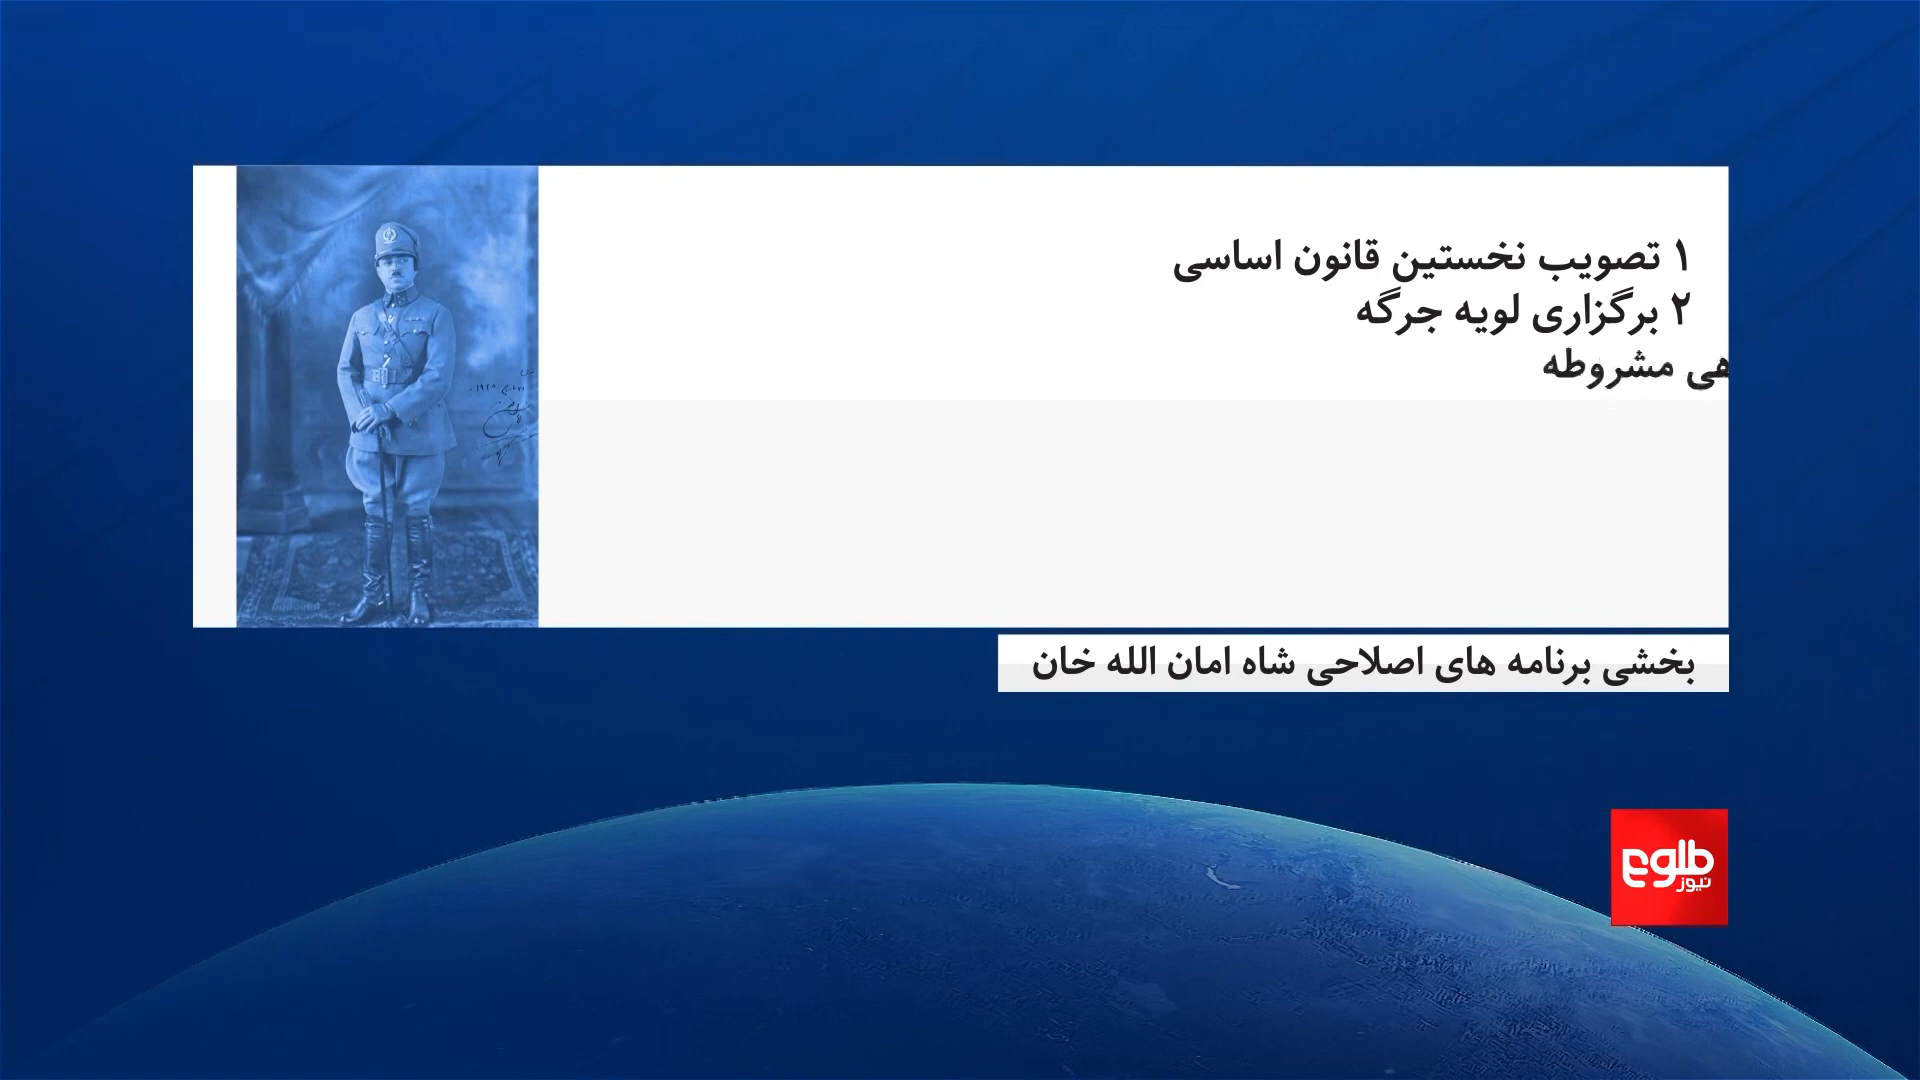 ۱ تصویب نخستین قانون اساسی
۲ برگزاری لویه جرگه
هی مشروطه
بخشی برنامه های اصلاحی شاه امان الله خان
طلوع
نیوز